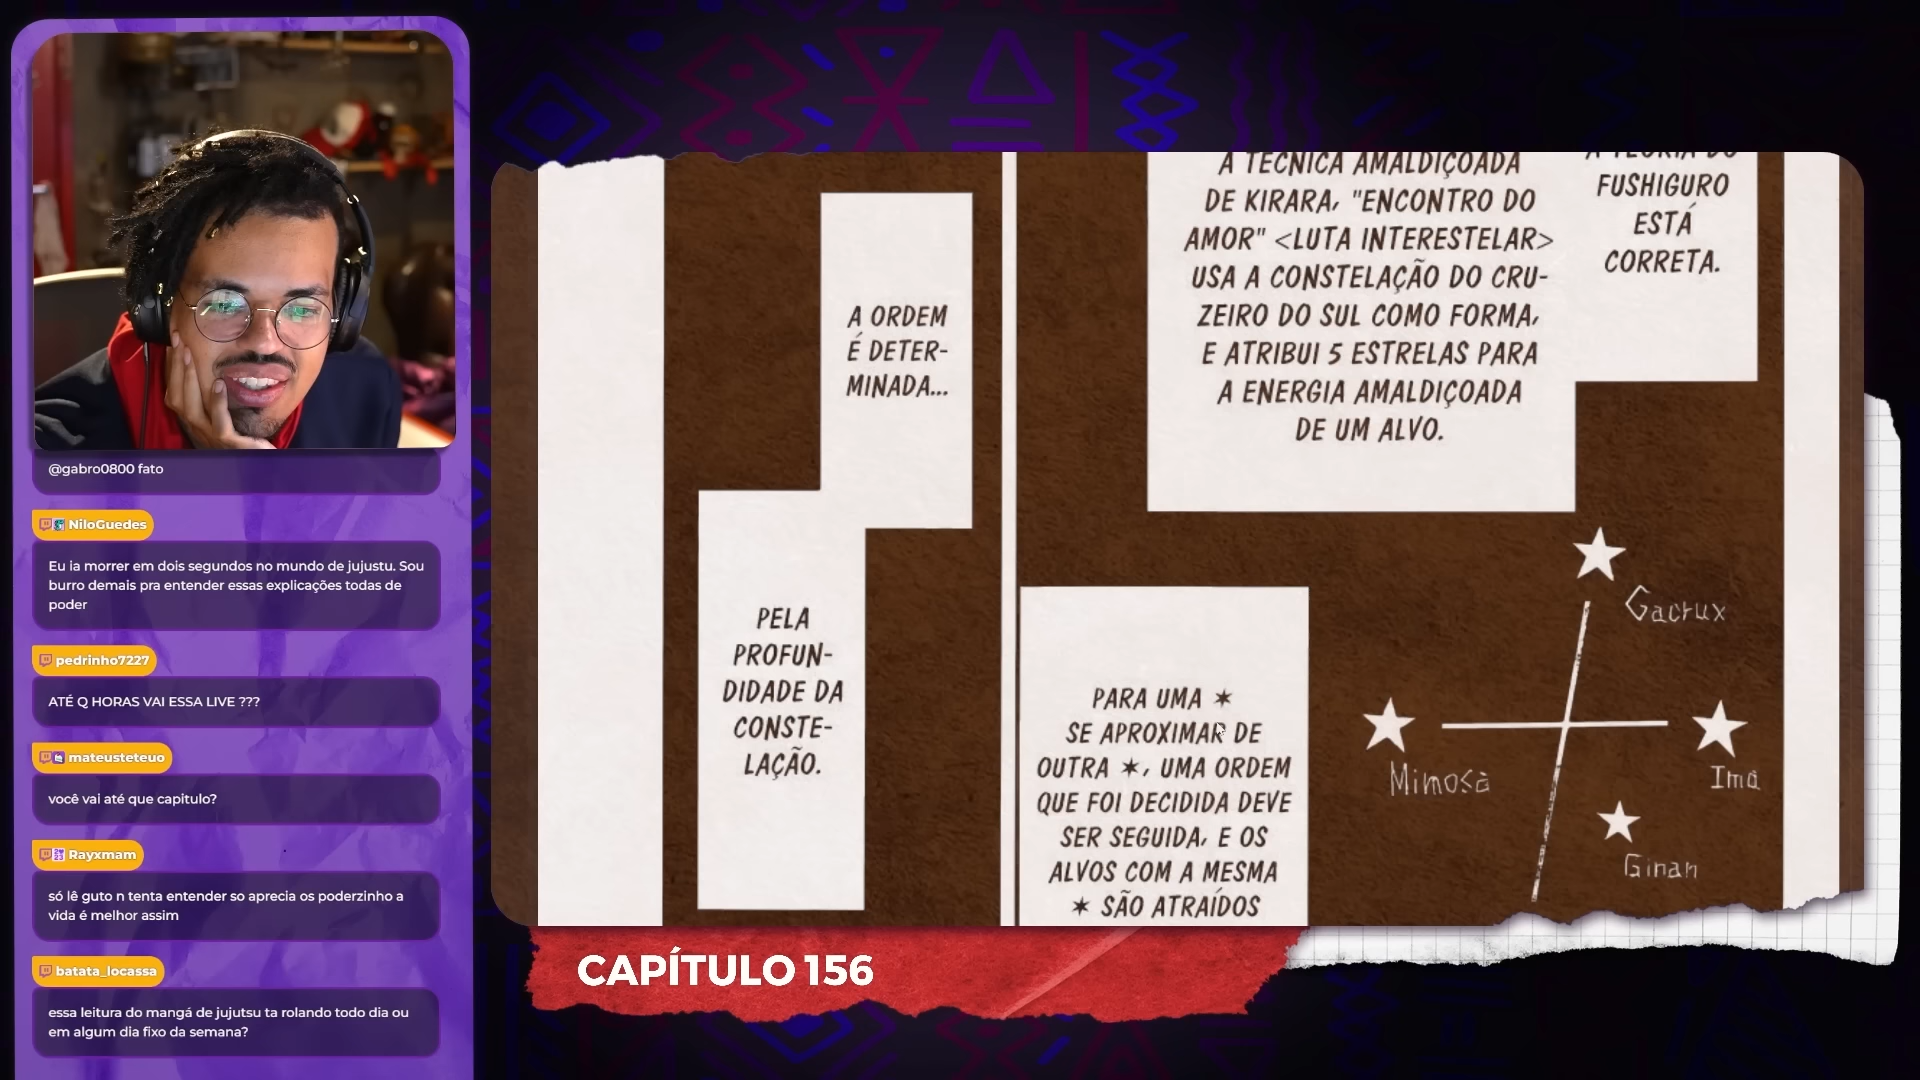 @gabro0800 fato
NiloGuedes
Eu ia morrer em dois segundos no mundo de jujustu. Sou
burro demais pra entender essas explicações todas de
poder
pedrinho7227
ATÉ Q HORAS VAI ESSA LIVE ???
mateusteteuo
você vai até que capitulo?
Rayxmam
só lê guto n tenta entender so aprecia os poderzinho a
vida é melhor assim
batata_locassa
essa leitura do mangá de jujutsu ta rolando todo dia ou
em algum dia fixo da semana?
A TEORIA DO
FUSHIGURO
ESTÁ
CORRETA.
A TÉCNICA AMALDIÇOADA
DE KIRARA, "ENCONTRO DO
AMOR" <LUTA INTERESTELAR>
USA A CONSTELAÇÃO DO CRU-
ZEIRO DO SUL COMO FORMA,
E ATRIBUI 5 ESTRELAS PARA
A ENERGIA AMALDIÇOADA
DE UM ALVO.
Gacrux
Mimosa
Ima
Ginan
PARA UMA ✶
SE APROXIMAR DE
OUTRA ✶, UMA ORDEM
QUE FOI DECIDIDA DEVE
SER SEGUIDA, E OS
ALVOS COM A MESMA
✶ SÃO ATRAÍDOS
A ORDEM
É DETER-
MINADA...
PELA
PROFUN-
DIDADE DA
CONSTE-
LAÇÃO.
CAPÍTULO 156